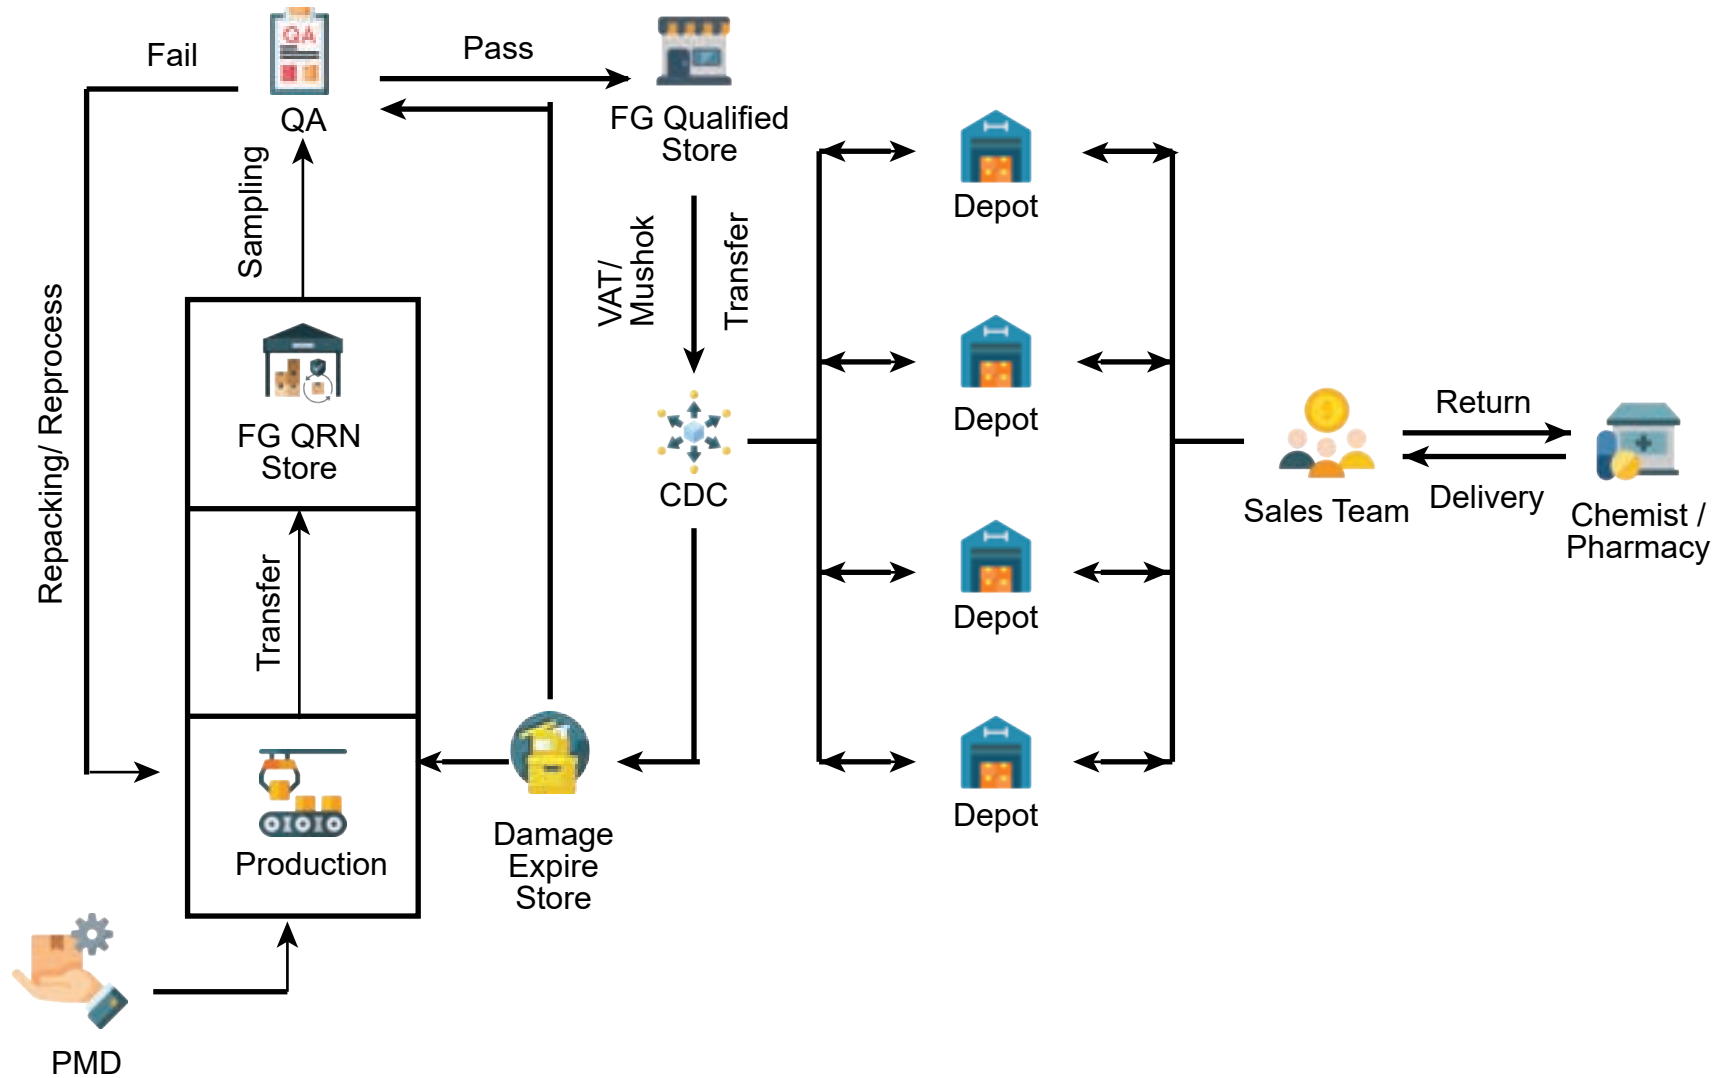 Fail
QA
QA
Pass
FG Qualified
Store
Sampling
VAT/
Mushok
Transfer
Repacking/ Reprocess
FG QRN
Store
Transfer
Production
PMD
Damage
Expire
Store
CDC
Depot
Depot
Depot
Depot
Sales Team
Return
Delivery
Chemist /
Pharmacy